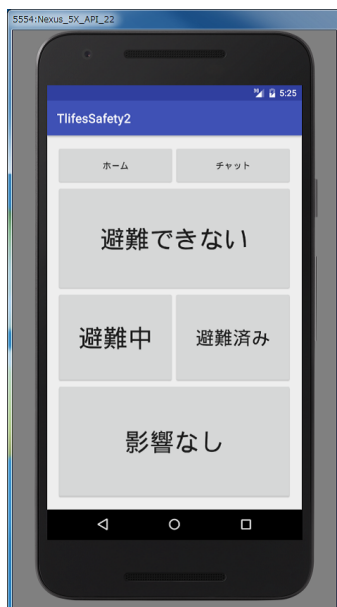 5554:Nexus_5X_API_22
5:25
TlifesSafety2
ホーム
チャット
避難できない
避難中
避難済み
影響なし